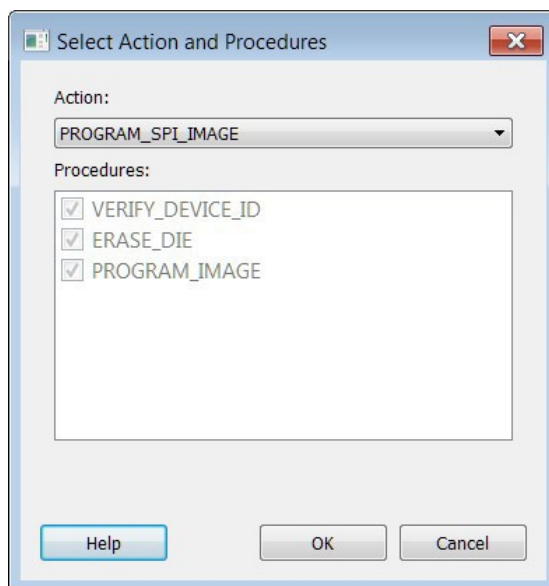 Select Action and Procedures
Action:
PROGRAM_SPI_IMAGE
Procedures:
VERIFY_DEVICE_ID
ERASE_DIE
PROGRAM_IMAGE
Help
OK
Cancel